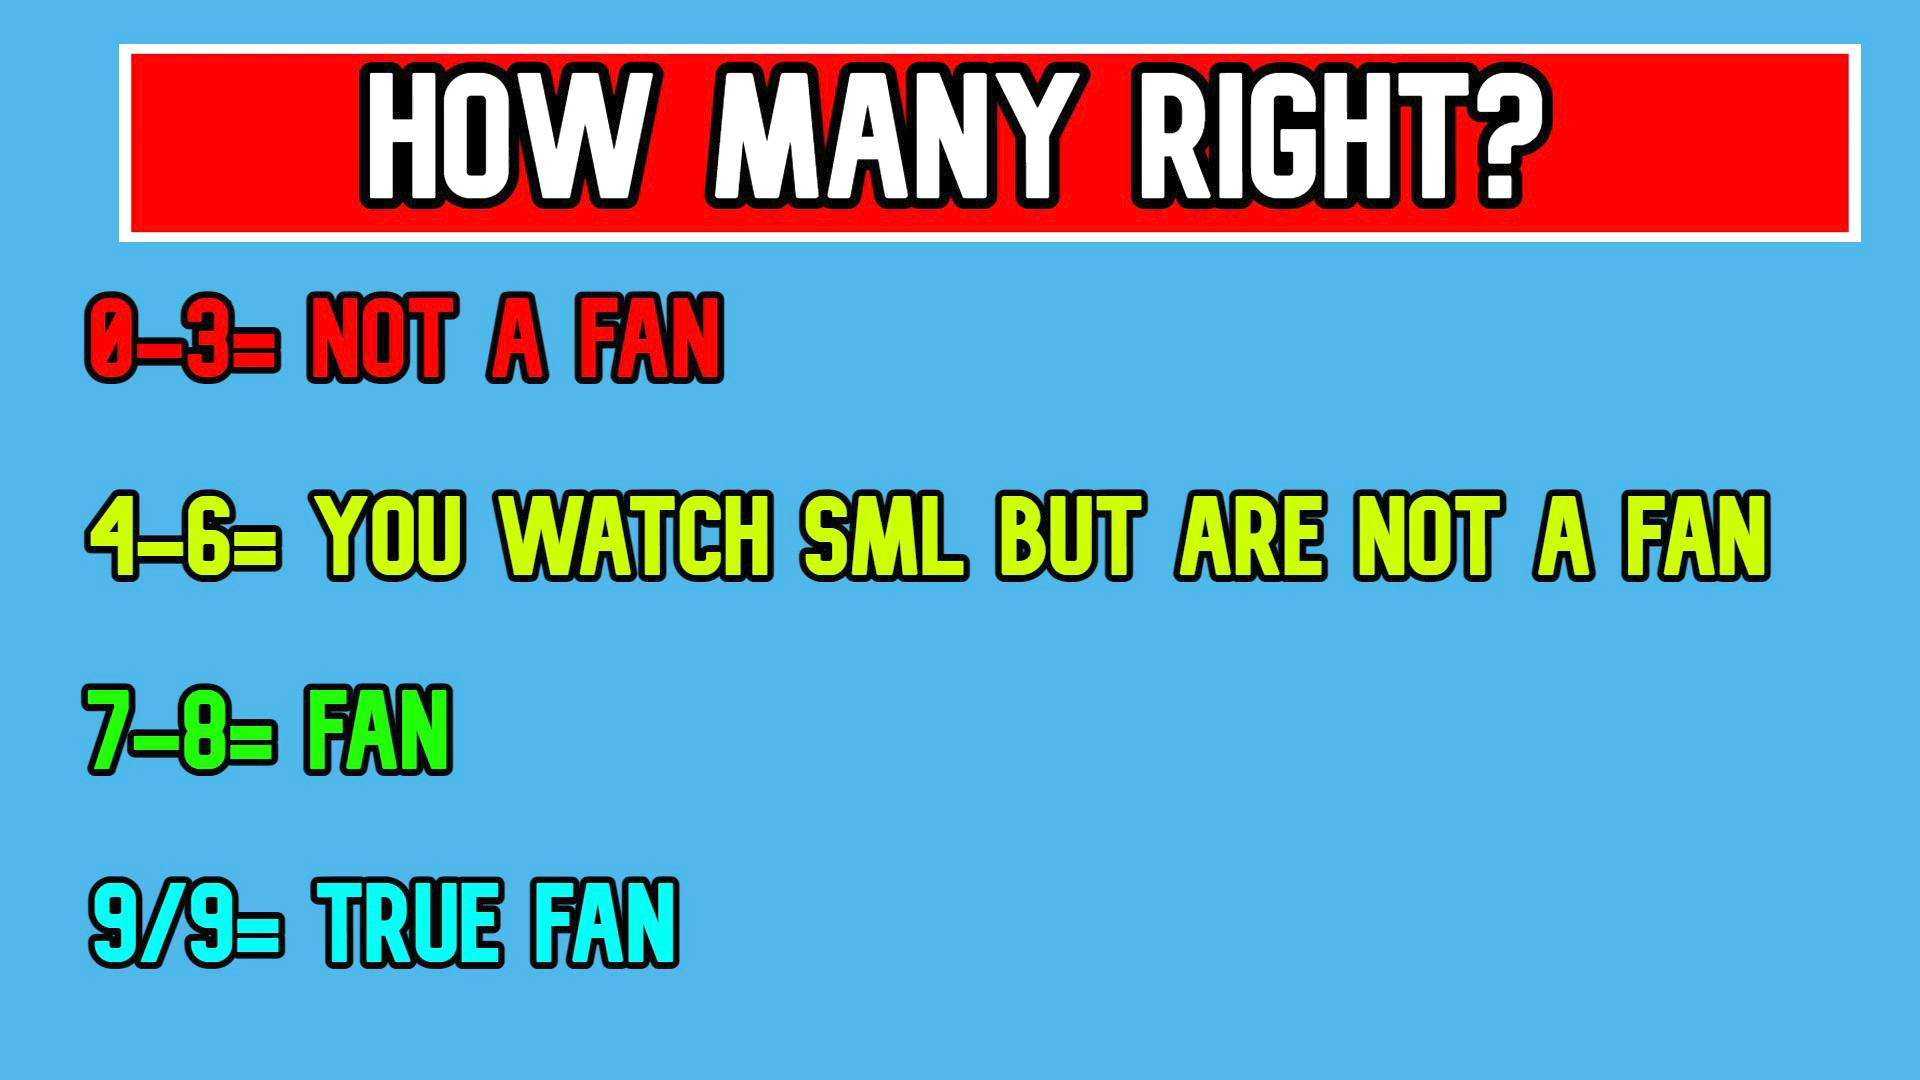 HOW MANY RIGHT?
0-3= NOT A FAN
4-6= YOU WATCH SML BUT ARE NOT A FAN
7-8= FAN
9/9= TRUE FAN